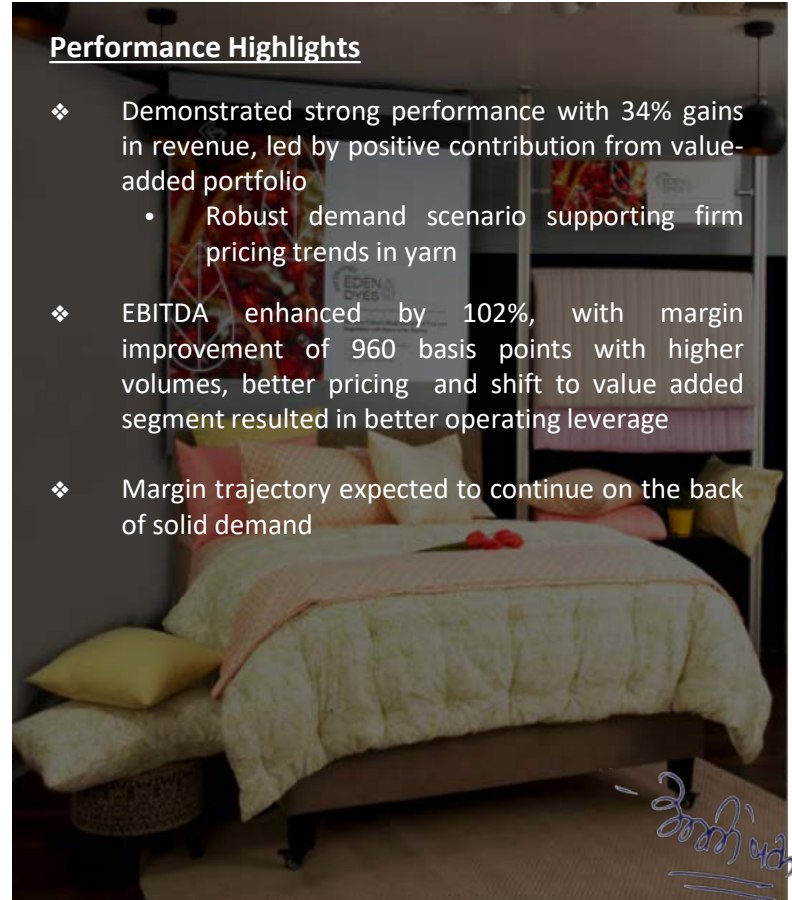 Performance Highlights
❖ Demonstrated strong performance with 34% gains
in revenue, led by positive contribution from value-
added portfolio
• Robust demand scenario supporting firm
pricing trends in yarn
❖ EBITDA enhanced by 102%, with margin
improvement of 960 basis points with higher
volumes, better pricing and shift to value added
segment resulted in better operating leverage
❖ Margin trajectory expected to continue on the back
of solid demand
EDEN
DYES
EDEN